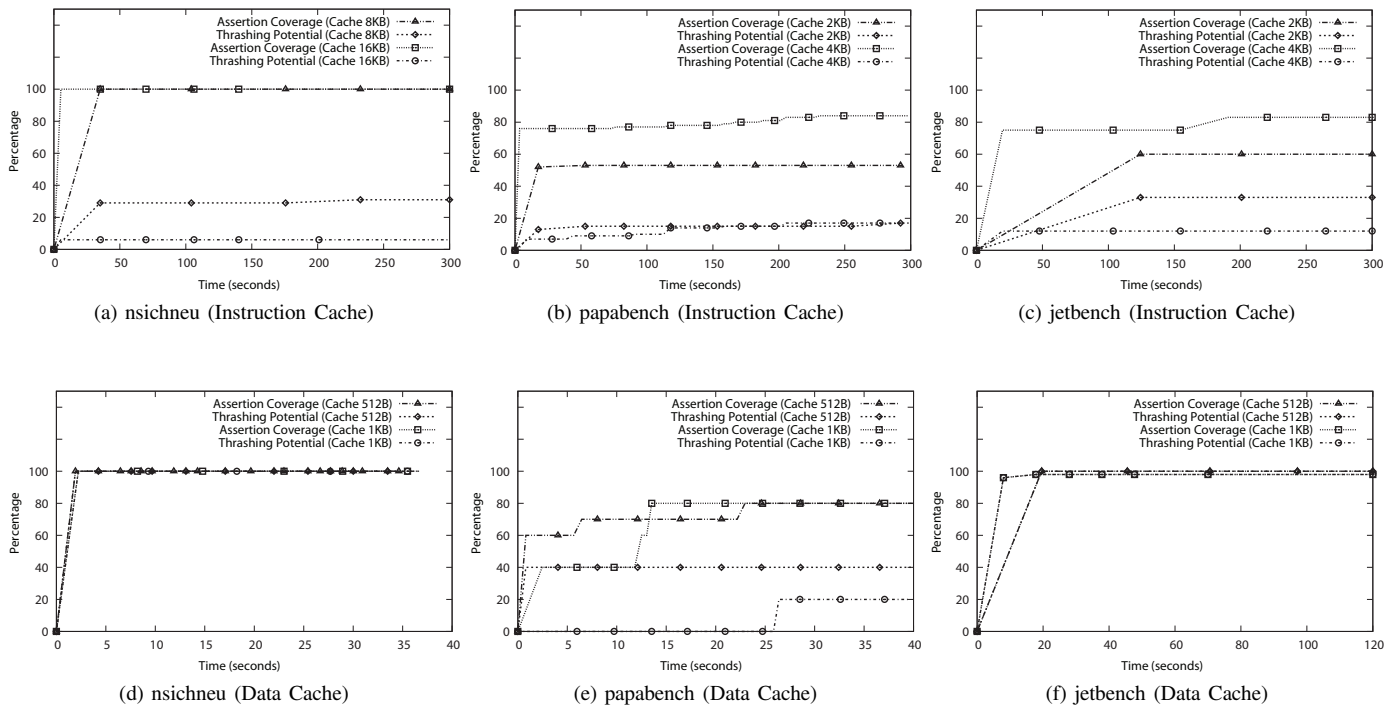 Assertion Coverage (Cache 8KB)
Thrashing Potential (Cache 8KB)
Assertion Coverage (Cache 16KB)
Thrashing Potential (Cache 16KB)
Percentage
100
80
60
40
20
0
0 50 100 150 200 250 300
Time (seconds)
(a) nsichneu (Instruction Cache)
Assertion Coverage (Cache 2KB)
Thrashing Potential (Cache 2KB)
Assertion Coverage (Cache 4KB)
Thrashing Potential (Cache 4KB)
Percentage
100
80
60
40
20
0
0 50 100 150 200 250 300
Time (seconds)
(b) papabench (Instruction Cache)
Assertion Coverage (Cache 2KB)
Thrashing Potential (Cache 2KB)
Assertion Coverage (Cache 4KB)
Thrashing Potential (Cache 4KB)
Percentage
100
80
60
40
20
0
0 50 100 150 200 250 300
Time (seconds)
(c) jetbench (Instruction Cache)
Assertion Coverage (Cache 512B)
Thrashing Potential (Cache 512B)
Assertion Coverage (Cache 1KB)
Thrashing Potential (Cache 1KB)
Percentage
100
80
60
40
20
0
0 5 10 15 20 25 30 35 40
Time (seconds)
(d) nsichneu (Data Cache)
Assertion Coverage (Cache 512B)
Thrashing Potential (Cache 512B)
Assertion Coverage (Cache 1KB)
Thrashing Potential (Cache 1KB)
Percentage
100
80
60
40
20
0
0 5 10 15 20 25 30 35 40
Time (seconds)
(e) papabench (Data Cache)
Assertion Coverage (Cache 512B)
Thrashing Potential (Cache 512B)
Assertion Coverage (Cache 1KB)
Thrashing Potential (Cache 1KB)
Percentage
100
80
60
40
20
0
0 20 40 60 80 100 120
Time (seconds)
(f) jetbench (Data Cache)